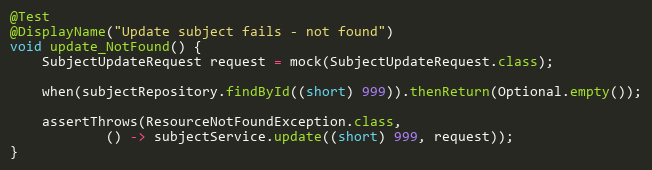 @Test
@DisplayName("Update subject fails - not found")
void update_NotFound() {
    SubjectUpdateRequest request = mock(SubjectUpdateRequest.class);

    when(subjectRepository.findById((short) 999)).thenReturn(Optional.empty());

    assertThrows(ResourceNotFoundException.class,
            () -> subjectService.update((short) 999, request));
}